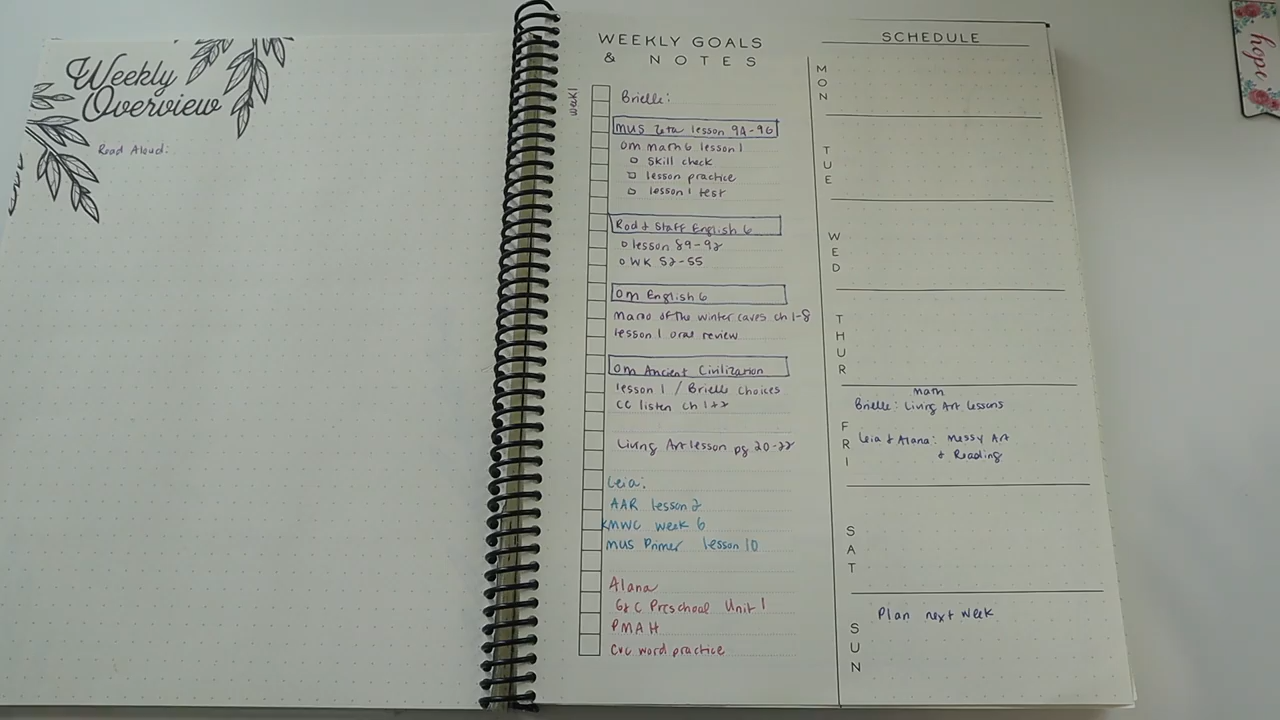 Weekly
Overview
Read Aloud:
WEEKLY GOALS
& NOTES
week 1
Brielle:
MUS Zeta lesson 9A-9G
OM math 6 lesson 1
skill check
lesson practice
lesson 1 test
Rod & Staff English 6
lesson 89-92
WK 52-55
OM English 6
Maroo of the winter caves ch 1-8
lesson 1 oral review
OM Ancient Civilization
lesson 1 / Brielle choices
CC listen ch 1+2
Living Art lesson pg 20-22
Leia:
AAR lesson 2
KMWC week 6
MUS Primer lesson 10
Alana
G&C Preschool Unit 1
PMAH
CVC word practice
SCHEDULE
MON
TUE
WED
THUR
FRI
Math
Brielle: Living Art Lessons
Leia & Alana: Messy Art
& Reading
SAT
SUN
Plan next week
hope